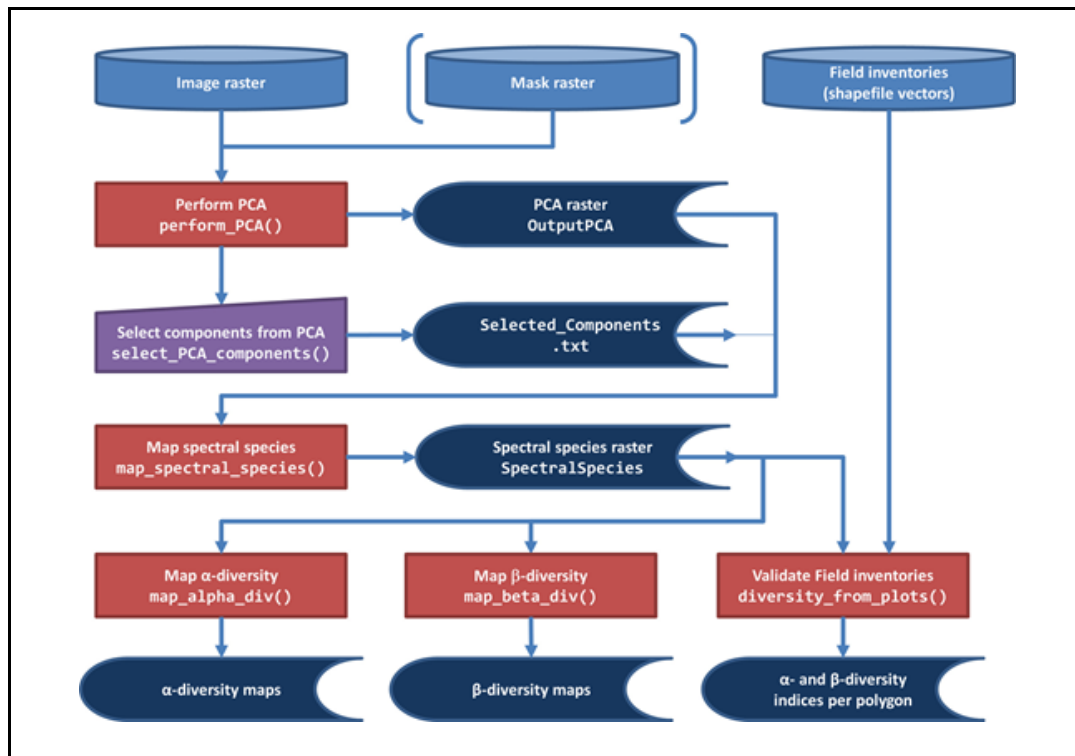 Image raster
Mask raster
Field inventories
(shapefile vectors)
Perform PCA
perform_PCA()
PCA raster
OutputPCA
Select components from PCA
select_PCA_components()
Selected_Components
.txt
Map spectral species
map_spectral_species()
Spectral species raster
SpectralSpecies
Map α-diversity
map_alpha_div()
Map β-diversity
map_beta_div()
Validate Field inventories
diversity_from_plots()
α-diversity maps
β-diversity maps
α- and β-diversity
indices per polygon